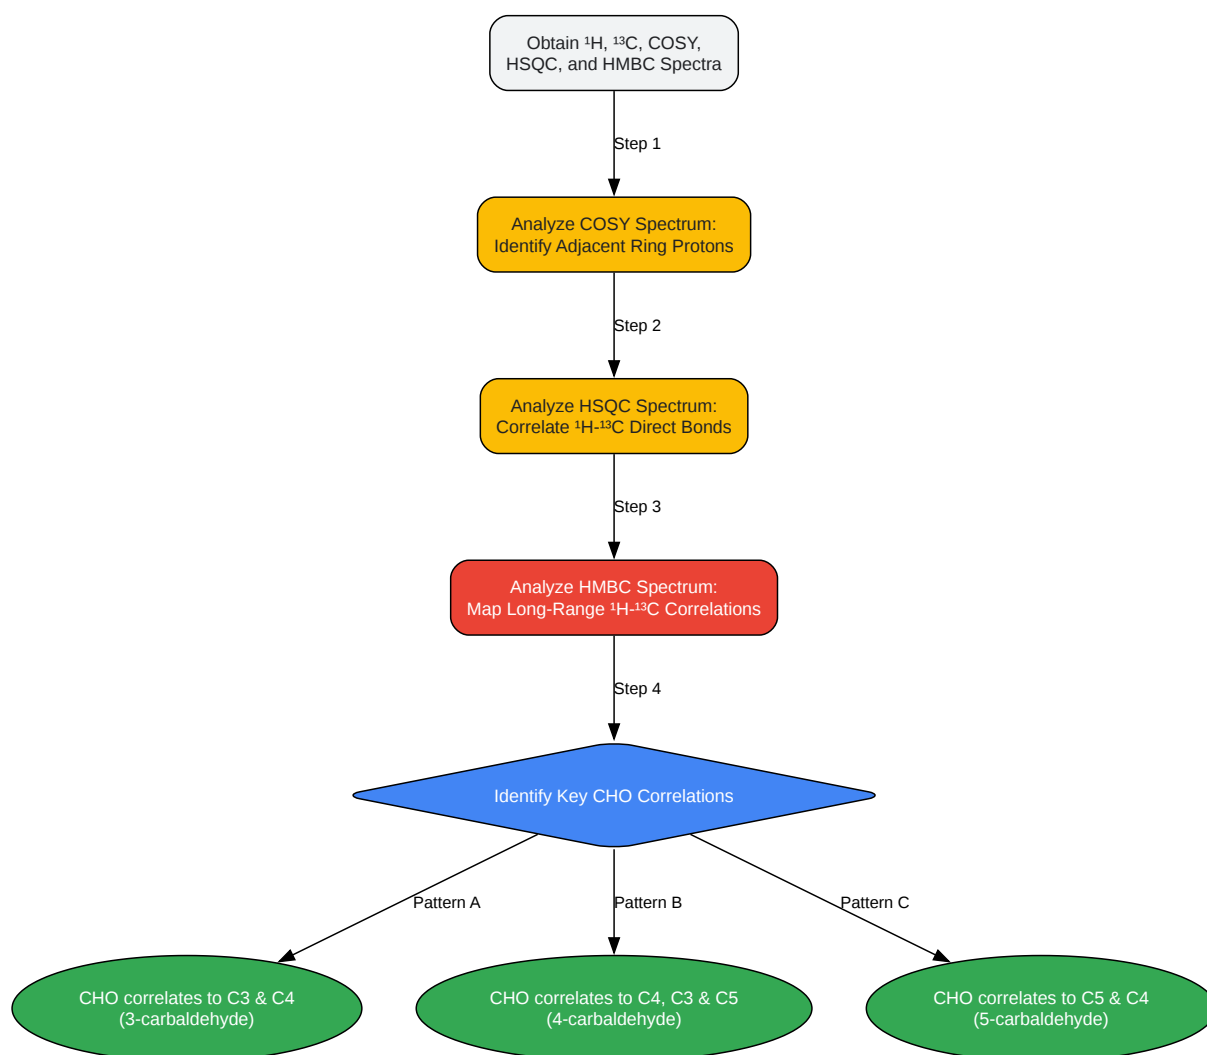 Obtain ¹H, ¹³C, COSY,
HSQC, and HMBC Spectra
Step 1
Analyze COSY Spectrum:
Identify Adjacent Ring Protons
Step 2
Analyze HSQC Spectrum:
Correlate ¹H-¹³C Direct Bonds
Step 3
Analyze HMBC Spectrum:
Map Long-Range ¹H-¹³C Correlations
Step 4
Identify Key CHO Correlations
Pattern A
Pattern B
Pattern C
CHO correlates to C3 & C4
(3-carbaldehyde)
CHO correlates to C4, C3 & C5
(4-carbaldehyde)
CHO correlates to C5 & C4
(5-carbaldehyde)